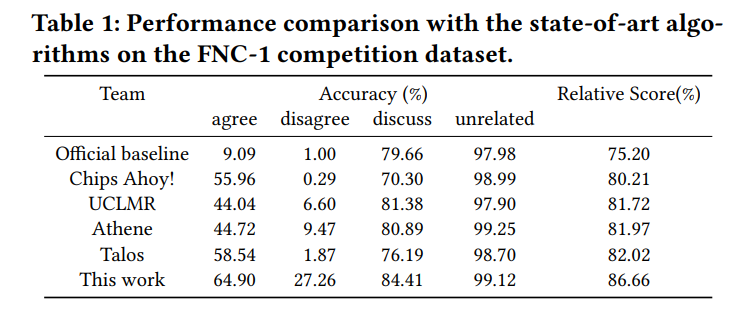 Table 1: Performance comparison with the state-of-art algo-
rithms on the FNC-1 competition dataset.
Team Accuracy (%) Relative Score(%)
agree disagree discuss unrelated
Official baseline 9.09 1.00 79.66 97.98 75.20
Chips Ahoy! 55.96 0.29 70.30 98.99 80.21
UCLMR 44.04 6.60 81.38 97.90 81.72
Athene 44.72 9.47 80.89 99.25 81.97
Talos 58.54 1.87 76.19 98.70 82.02
This work 64.90 27.26 84.41 99.12 86.66